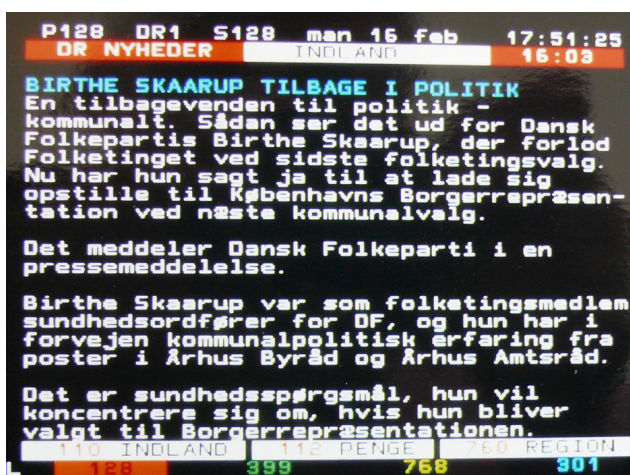 P128 DR1 S128 man 16 feb 17:51:25
DR NYHEDER INDLAND 16:03
BIRTHE SKAARUP TILBAGE I POLITIK
En tilbagevenden til politik -
kommunalt. Sådan ser det ud for Dansk
Folkepartis Birthe Skaarup, der forlod
Folketinget ved sidste folketingsvalg.
Nu har hun sagt ja til at lade sig
opstille til Københavns Borgerrepræsen-
tation ved næste kommunalvalg.
Det meddeler Dansk Folkeparti i en
pressemeddelelse.
Birthe Skaarup var som folketingsmedlem
sundhedsordfører for DF, og hun har i
forvejen kommunalpolitisk erfaring fra
poster i Århus Byråd og Århus Amtsråd.
Det er sundhedsspørgsmål, hun vil
koncentrere sig om, hvis hun bliver
valgt til Borgerrepræsentationen.
110 INDLAND 112 PENGE 760 REGION
128 399 768 301